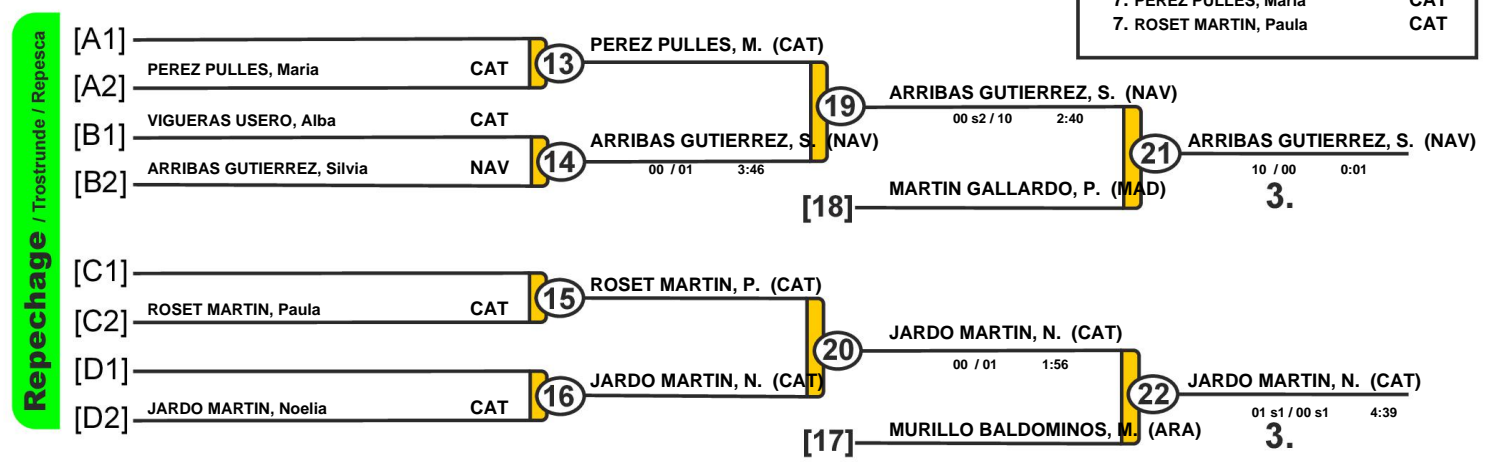 7. PEREZ PULLES, Maria CAT
7. ROSET MARTIN, Paula CAT
Repechage / Trostrunde / Repesca
[A1]
PEREZ PULLES, Maria CAT
[A2]
13
PEREZ PULLES, M. (CAT)
VIGUERAS USERO, Alba CAT
[B1]
ARRIBAS GUTIERREZ, Silvia NAV
[B2]
14
ARRIBAS GUTIERREZ, S. (NAV)
00 / 01 3:46
19
ARRIBAS GUTIERREZ, S. (NAV)
00 s2 / 10 2:40
[18]
MARTIN GALLARDO, P. (MAD)
21
ARRIBAS GUTIERREZ, S. (NAV)
10 / 00 0:01
3.
[C1]
ROSET MARTIN, Paula CAT
[C2]
15
ROSET MARTIN, P. (CAT)
[D1]
JARDO MARTIN, Noelia CAT
[D2]
16
JARDO MARTIN, N. (CAT)
20
JARDO MARTIN, N. (CAT)
00 / 01 1:56
[17]
MURILLO BALDOMINOS, M. (ARA)
22
JARDO MARTIN, N. (CAT)
01 s1 / 00 s1 4:39
3.